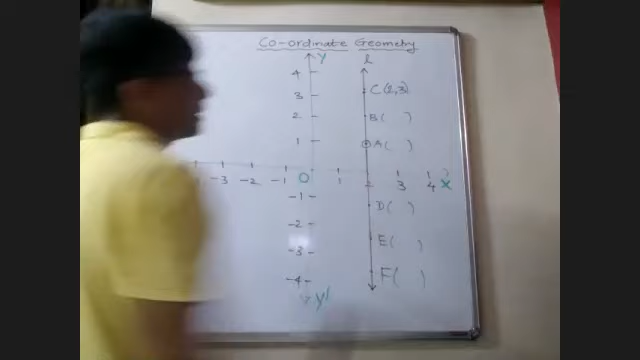 Co-ordinate Geometry
Y l
4
3 C(2,3)
2 B( )
1 A( )
-3 -2 -1 O 1 2 3 4 X
-1 D( )
-2
-3 E( )
-4 F( )
Y'